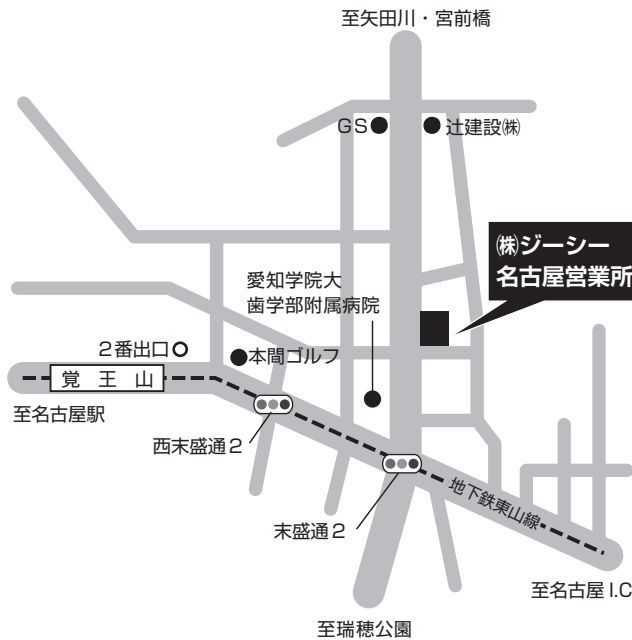 至矢田川・宮前橋
GS
辻建設㈱
㈱ジーシー
名古屋営業所
愛知学院大
歯学部附属病院
2番出口
本間ゴルフ
覚王山
至名古屋駅
西末盛通2
地下鉄東山線
末盛通2
至名古屋I.C
至瑞穂公園